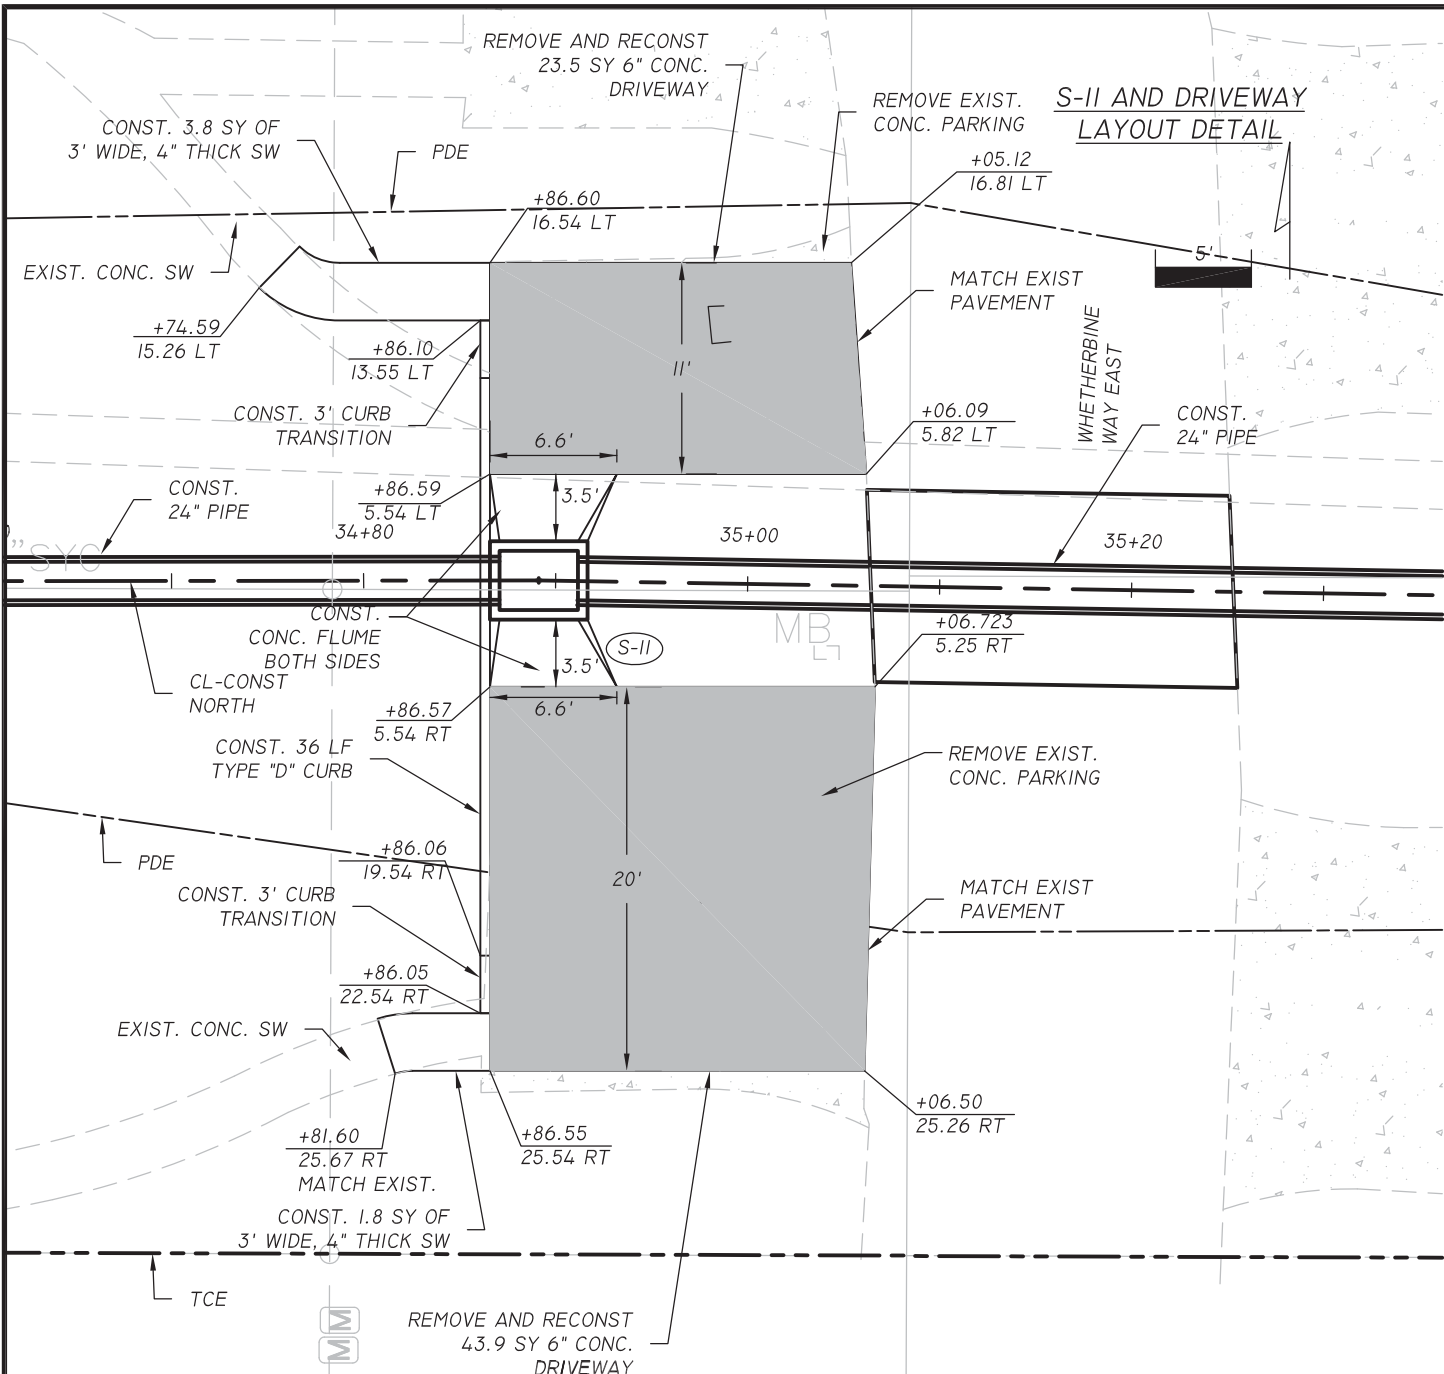 REMOVE AND RECONST
23.5 SY 6" CONC.
DRIVEWAY
REMOVE EXIST.
CONC. PARKING
S-11 AND DRIVEWAY
LAYOUT DETAIL
CONST. 3.8 SY OF
3' WIDE, 4" THICK SW
PDE
+05.12
16.81 LT
+86.60
16.54 LT
EXIST. CONC. SW
5'
MATCH EXIST
PAVEMENT
+74.59
15.26 LT
+86.10
13.55 LT
11'
WHETHERBINE
WAY EAST
CONST. 3' CURB
TRANSITION
6.6'
+06.09
5.82 LT
CONST.
24" PIPE
CONST.
24" PIPE
+86.59
5.54 LT
3.5'
34+80
35+00
35+20
"SYC
CONST.
CONC. FLUME
BOTH SIDES
S-11
MB
+06.723
5.25 RT
3.5'
CL-CONST
NORTH
+86.57
5.54 RT
6.6'
CONST. 36 LF
TYPE "D" CURB
REMOVE EXIST.
CONC. PARKING
PDE
+86.06
19.54 RT
20'
CONST. 3' CURB
TRANSITION
MATCH EXIST
PAVEMENT
+86.05
22.54 RT
EXIST. CONC. SW
+06.50
25.26 RT
+81.60
25.67 RT
MATCH EXIST.
+86.55
25.54 RT
CONST. 1.8 SY OF
3' WIDE, 4" THICK SW
TCE
M
M
REMOVE AND RECONST
43.9 SY 6" CONC.
DRIVEWAY